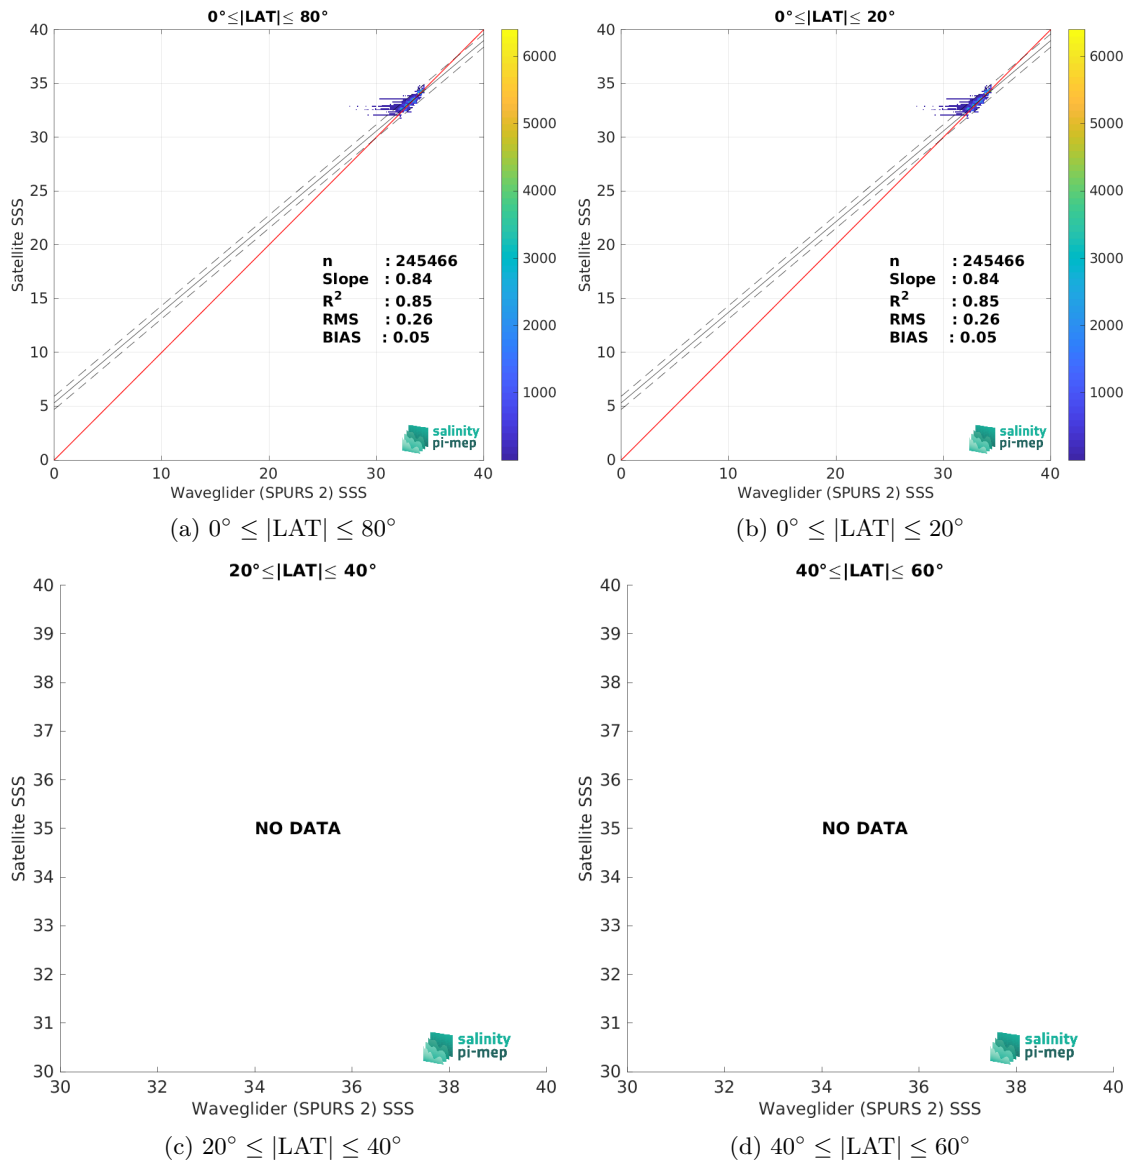 0°≤|LAT|≤ 80°
40
35
30
25
20
15
10
5
0
Satellite SSS
n : 245466
Slope : 0.84
R² : 0.85
RMS : 0.26
BIAS : 0.05
salinity
pi-mep
0 10 20 30 40
Waveglider (SPURS 2) SSS
6000
5000
4000
3000
2000
1000
(a) 0° ≤ |LAT| ≤ 80°
0°≤|LAT|≤ 20°
40
35
30
25
20
15
10
5
0
Satellite SSS
n : 245466
Slope : 0.84
R² : 0.85
RMS : 0.26
BIAS : 0.05
salinity
pi-mep
0 10 20 30 40
Waveglider (SPURS 2) SSS
6000
5000
4000
3000
2000
1000
(b) 0° ≤ |LAT| ≤ 20°
20°≤|LAT|≤ 40°
40
39
38
37
36
35
34
33
32
31
30
Satellite SSS
NO DATA
salinity
pi-mep
30 32 34 36 38 40
Waveglider (SPURS 2) SSS
(c) 20° ≤ |LAT| ≤ 40°
40°≤|LAT|≤ 60°
40
39
38
37
36
35
34
33
32
31
30
Satellite SSS
NO DATA
salinity
pi-mep
30 32 34 36 38 40
Waveglider (SPURS 2) SSS
(d) 40° ≤ |LAT| ≤ 60°